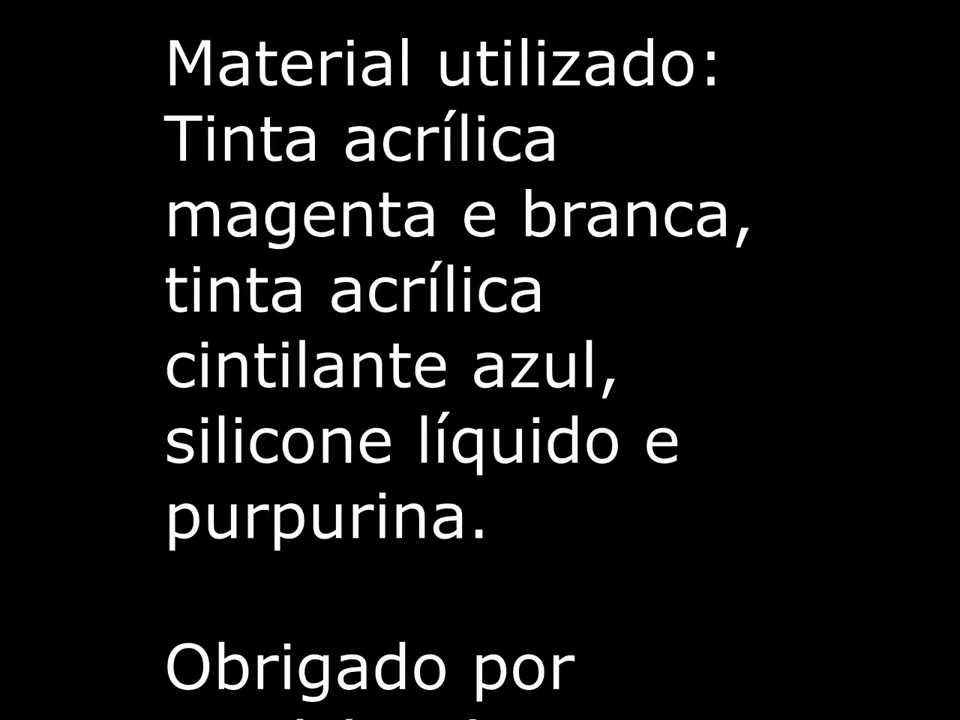 Material utilizado:
Tinta acrílica
magenta e branca,
tinta acrílica
cintilante azul,
silicone líquido e
purpurina.
Obrigado por